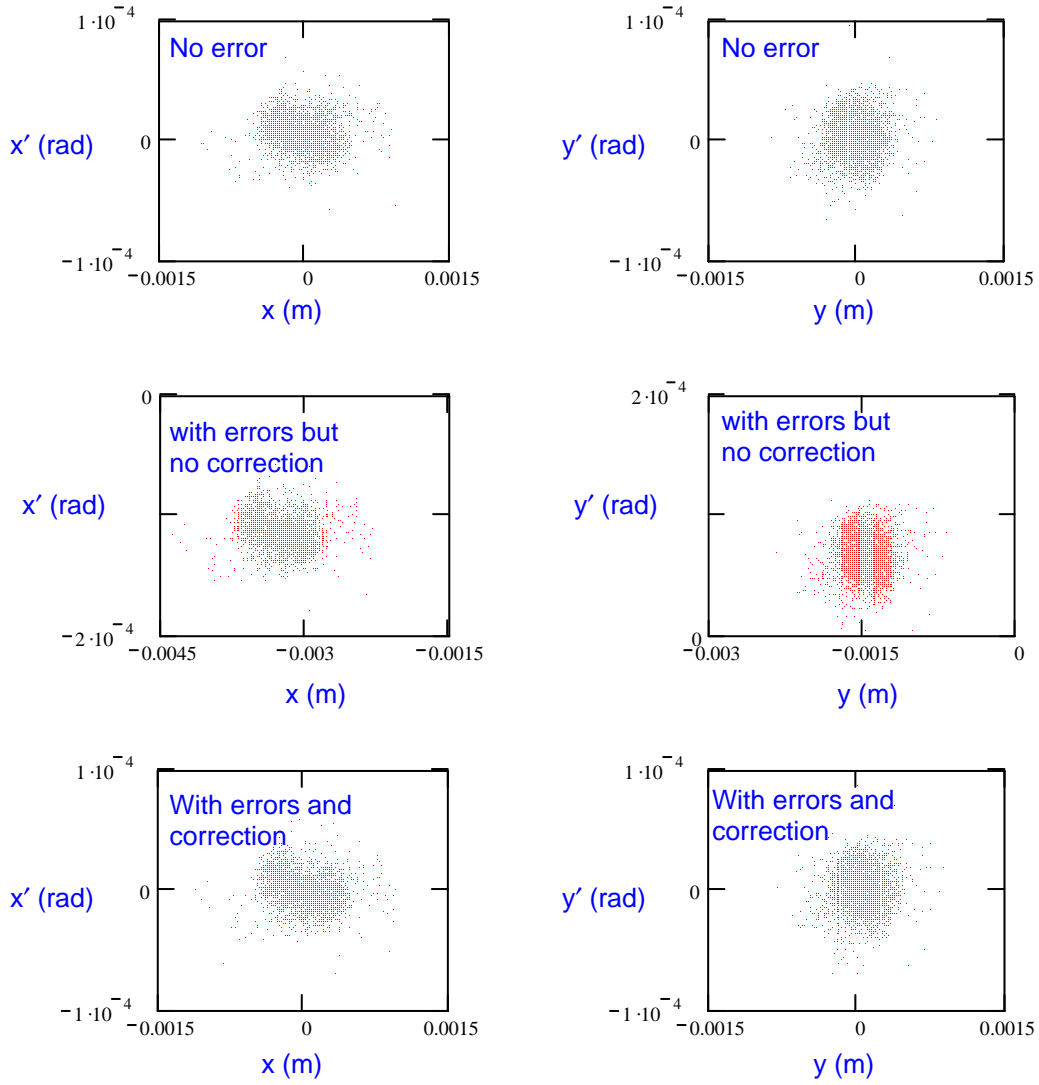 1·10⁻⁴
No error
x′ (rad)
0
−1·10⁻⁴
−0.0015 0 0.0015
x (m)
1·10⁻⁴
No error
y′ (rad)
0
−1·10⁻⁴
−0.0015 0 0.0015
y (m)
0
with errors but
no correction
x′ (rad)
−2·10⁻⁴
−0.0045 −0.003 −0.0015
x (m)
2·10⁻⁴
with errors but
no correction
y′ (rad)
0
−0.003 −0.0015 0
y (m)
1·10⁻⁴
With errors and
correction
x′ (rad)
0
−1·10⁻⁴
−0.0015 0 0.0015
x (m)
1·10⁻⁴
With errors and
correction
y′ (rad)
0
−1·10⁻⁴
−0.0015 0 0.0015
y (m)